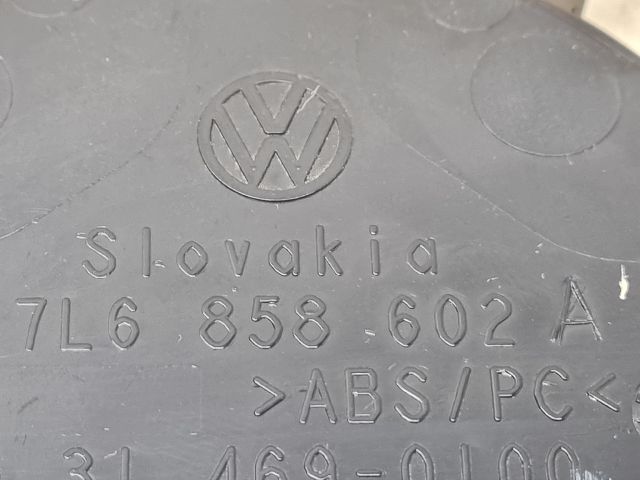 Slovakia
7L6 858 602 A
>ABS/PC<
31 469-0100